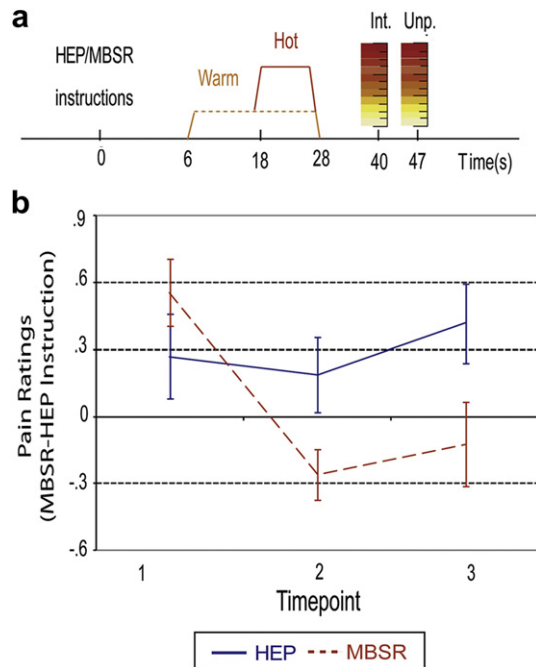 a
Int. Unp.
Hot
HEP/MBSR
Warm
instructions
0 6 18 28 40 47 Time(s)
b
.9
.6
.3
0
-.3
-.6
Pain Ratings
(MBSR-HEP Instruction)
1 2 3
Timepoint
HEP MBSR